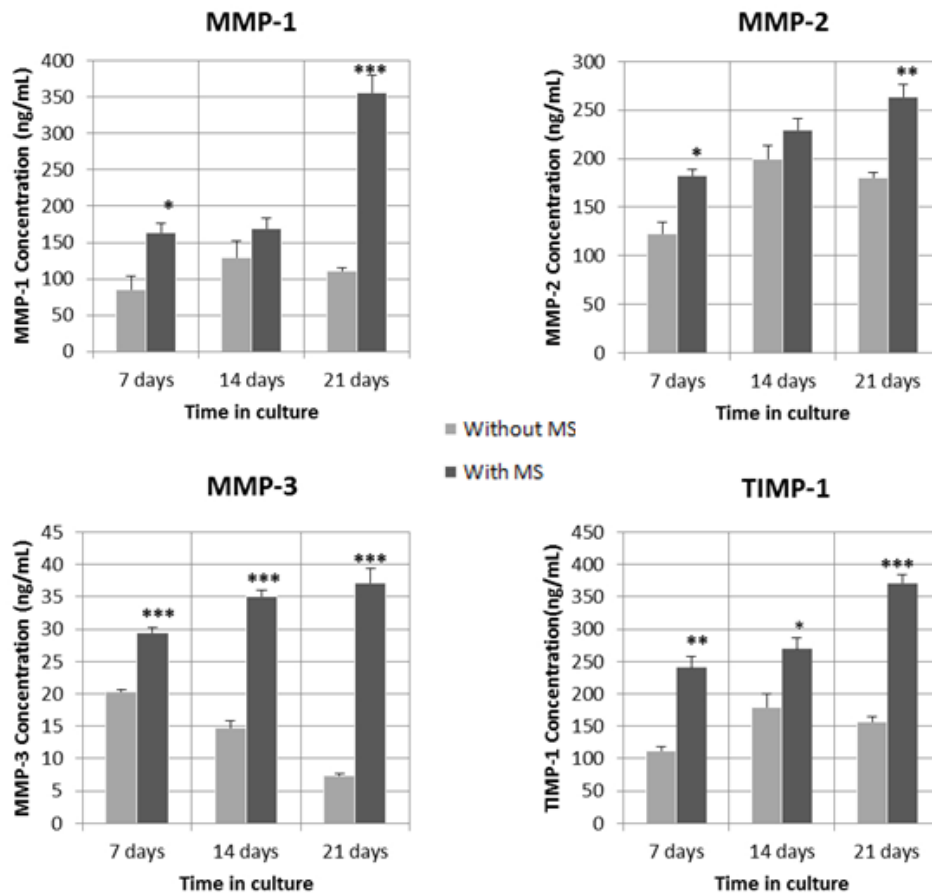 MMP-1
MMP-1 Concentration (ng/mL)
400
350
300
250
200
150
100
50
0
*
***
7 days 14 days 21 days
Time in culture
MMP-2
MMP-2 Concentration (ng/mL)
300
250
200
150
100
50
0
*
**
7 days 14 days 21 days
Time in culture
Without MS
With MS
MMP-3
MMP-3 Concentration (ng/mL)
45
40
35
30
25
20
15
10
5
0
***
***
***
7 days 14 days 21 days
Time in culture
TIMP-1
TIMP-1 Concentration(ng/mL)
450
400
350
300
250
200
150
100
50
0
**
*
***
7 days 14 days 21 days
Time in culture